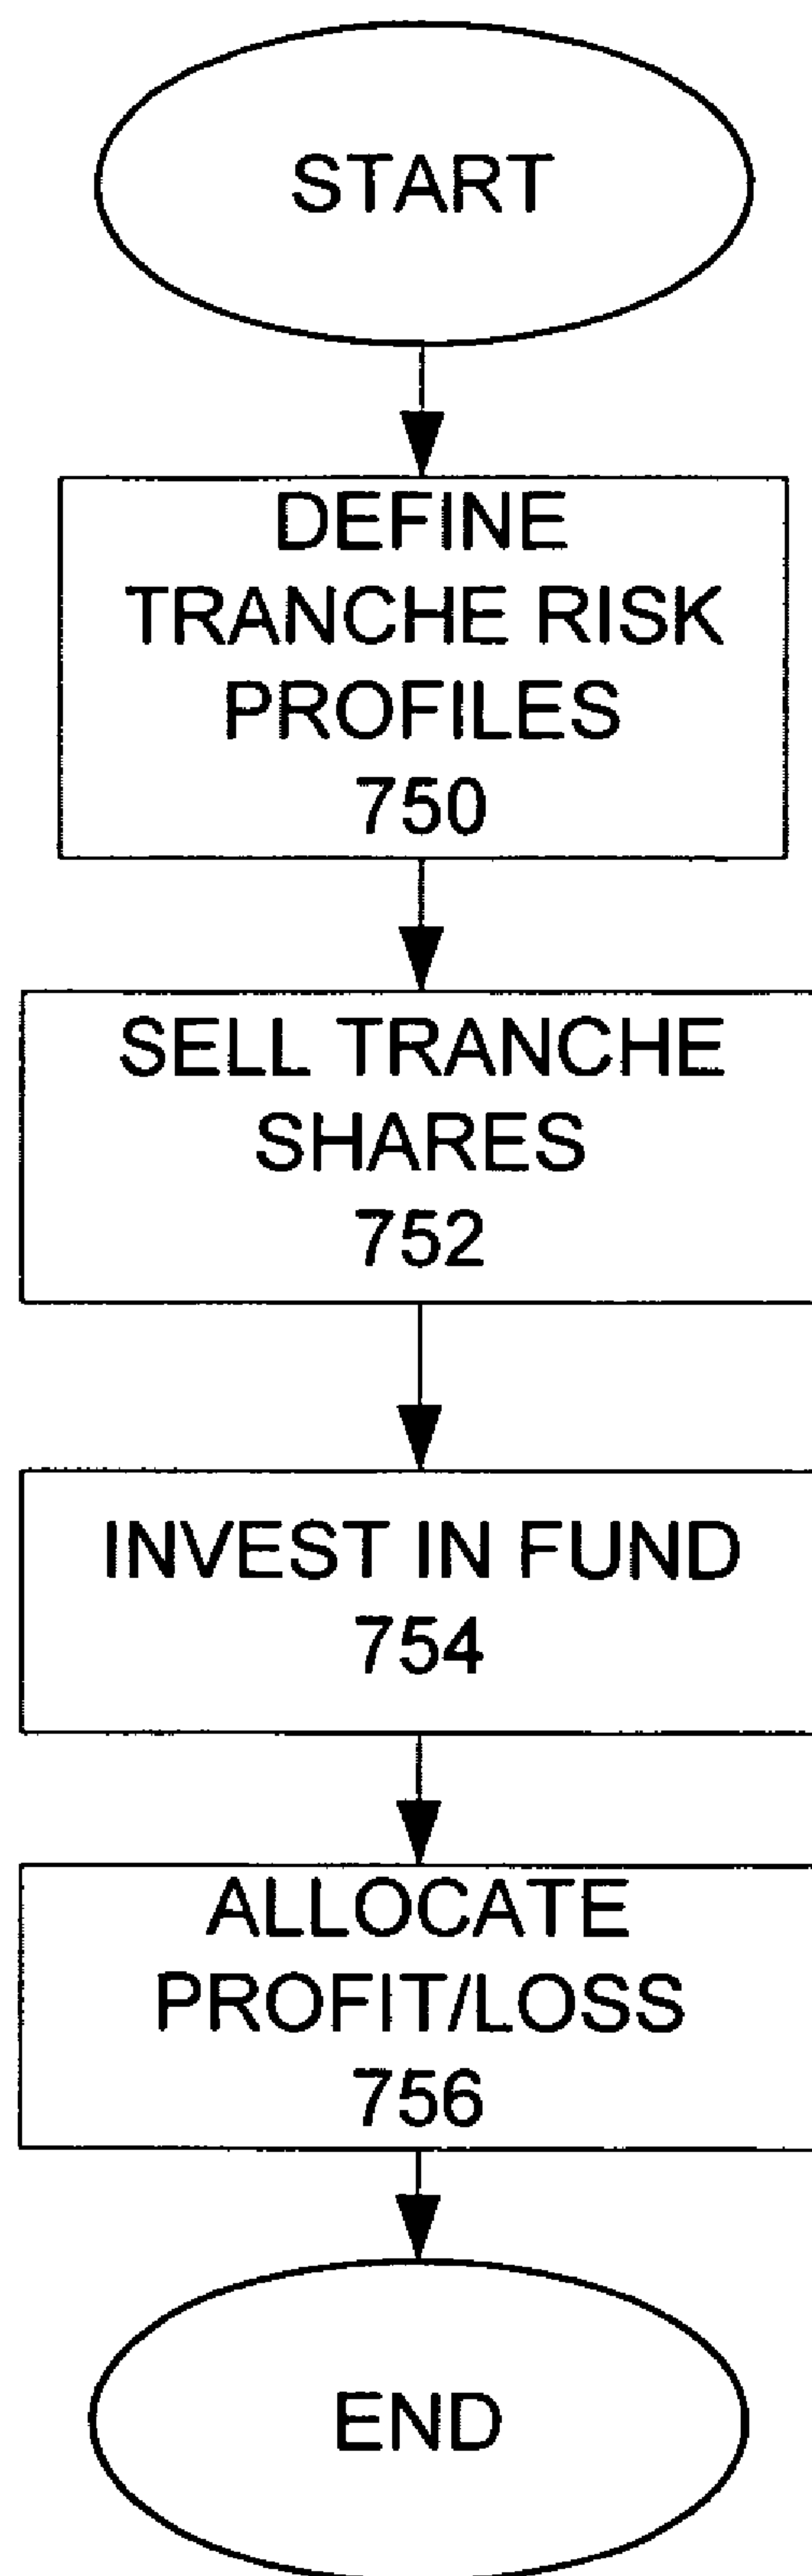 START
DEFINE
TRANCHE RISK
PROFILES
750
SELL TRANCHE
SHARES
752
INVEST IN FUND
754
ALLOCATE
PROFIT/LOSS
756
END